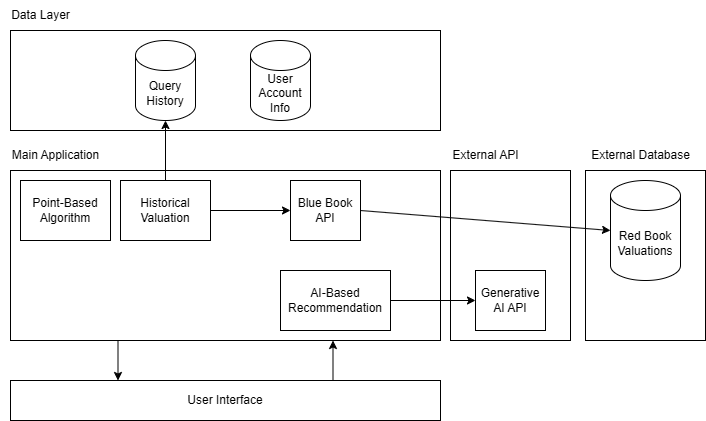 Data Layer
Query
History
User
Account
Info
Main Application
External API
External Database
Point-Based
Algorithm
Historical
Valuation
Blue Book
API
Red Book
Valuations
AI-Based
Recommendation
Generative
AI API
User Interface